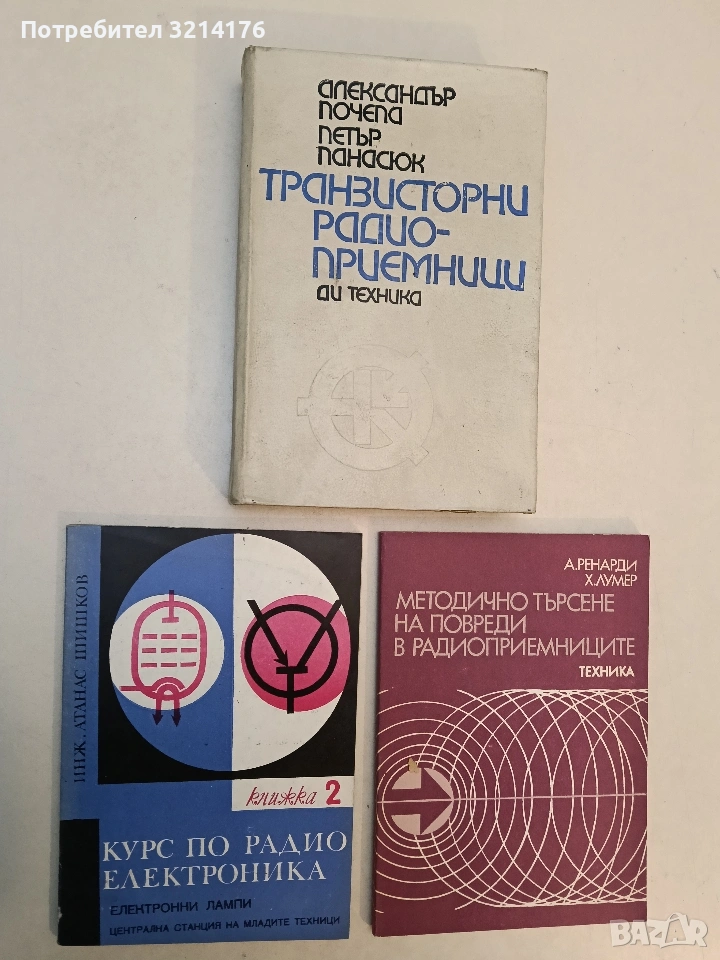 Потребител 3214176
АЛЕКСАНДЪР
ПОЧЕПА
ПЕТЪР
ПАНАСЮК
ТРАНЗИСТОРНИ
РАДИО-
ПРИЕМНИЦИ
ДИ ТЕХНИКА
ИНЖ. АТАНАС ШИШКОВ
книжка 2
КУРС ПО РАДИО
ЕЛЕКТРОНИКА
ЕЛЕКТРОННИ ЛАМПИ
ЦЕНТРАЛНА СТАНЦИЯ НА МЛАДИТЕ ТЕХНИЦИ
А.РЕНАРДИ
Х.ЛУМЕР
МЕТОДИЧНО ТЪРСЕНЕ
НА ПОВРЕДИ
В РАДИОПРИЕМНИЦИТЕ
ТЕХНИКА
BAZAR